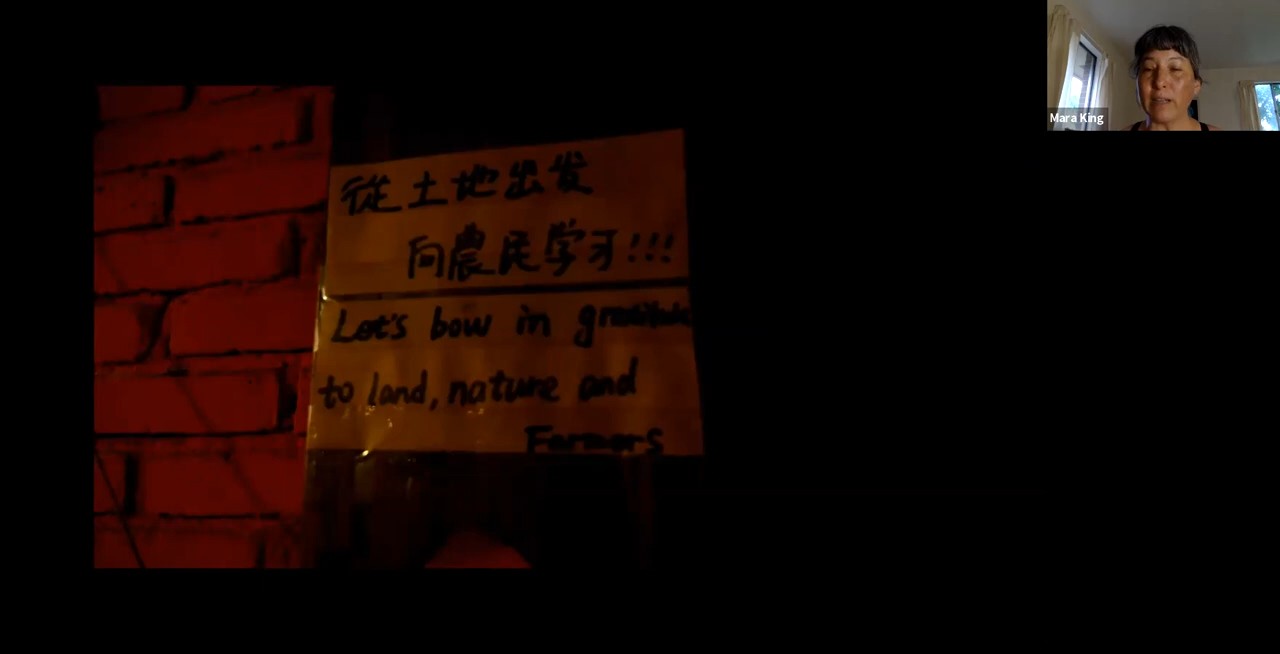 從土地出发
向農民学习!!!
Let's bow in gratitude
to land, nature and
Farmers
Mara King